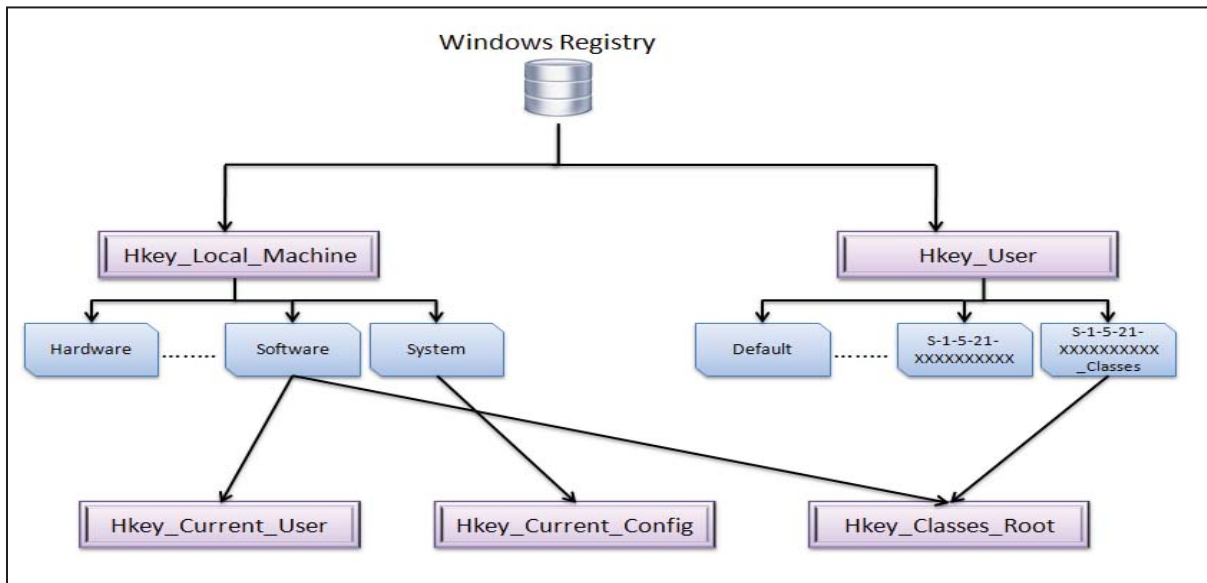 Windows Registry
Hkey_Local_Machine
Hkey_User
Hardware
........
Software
System
Default
........
S-1-5-21-
XXXXXXXXXX
S-1-5-21-
XXXXXXXXXX
_Classes
Hkey_Current_User
Hkey_Current_Config
Hkey_Classes_Root